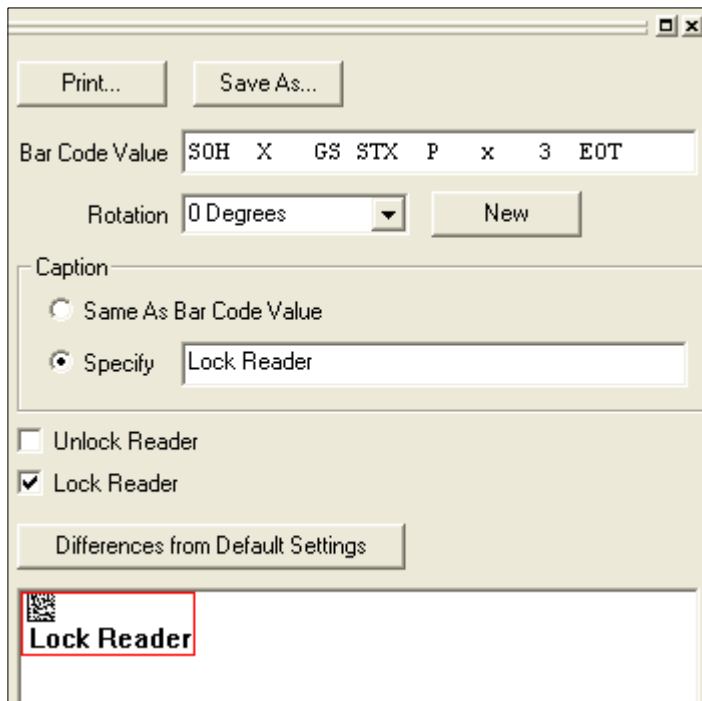 Print... Save As...
Bar Code Value SOH X GS STX P x 3 EOT
Rotation 0 Degrees New
Caption
Same As Bar Code Value
Specify Lock Reader
Unlock Reader
Lock Reader
Differences from Default Settings
Lock Reader